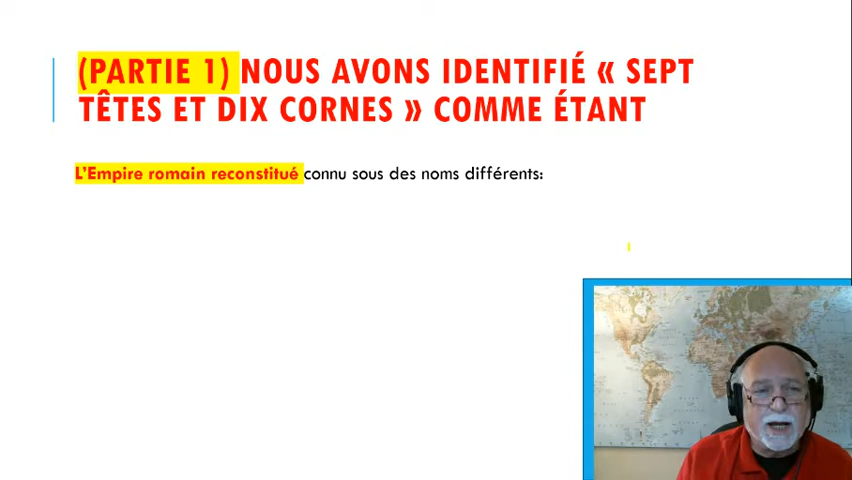 (PARTIE 1) NOUS AVONS IDENTIFIÉ « SEPT
TÊTES ET DIX CORNES » COMME ÉTANT
L'Empire romain reconstitué connu sous des noms différents: